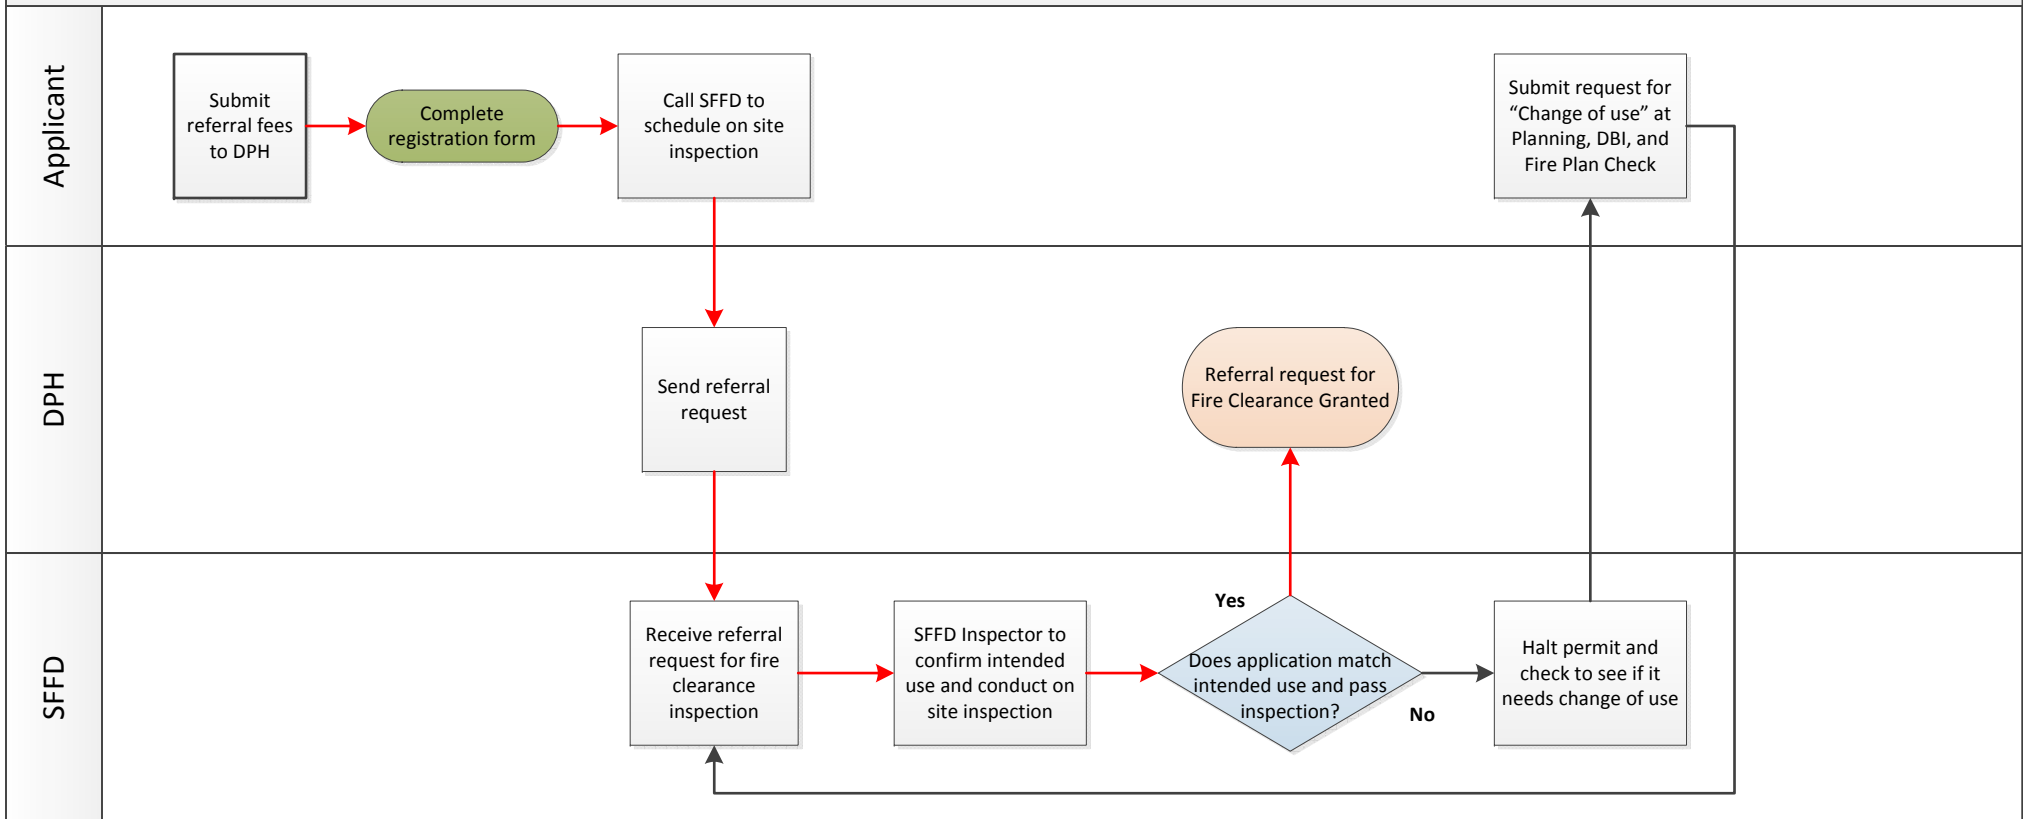 Applicant
Submit
referral fees
to DPH
Complete
registration form
Call SFFD to
schedule on site
inspection
Submit request for
“Change of use” at
Planning, DBI, and
Fire Plan Check
DPH
Send referral
request
Referral request for
Fire Clearance Granted
SFFD
Receive referral
request for fire
clearance
inspection
SFFD Inspector to
confirm intended
use and conduct on
site inspection
Yes
Does application match
intended use and pass
inspection?
No
Halt permit and
check to see if it
needs change of use